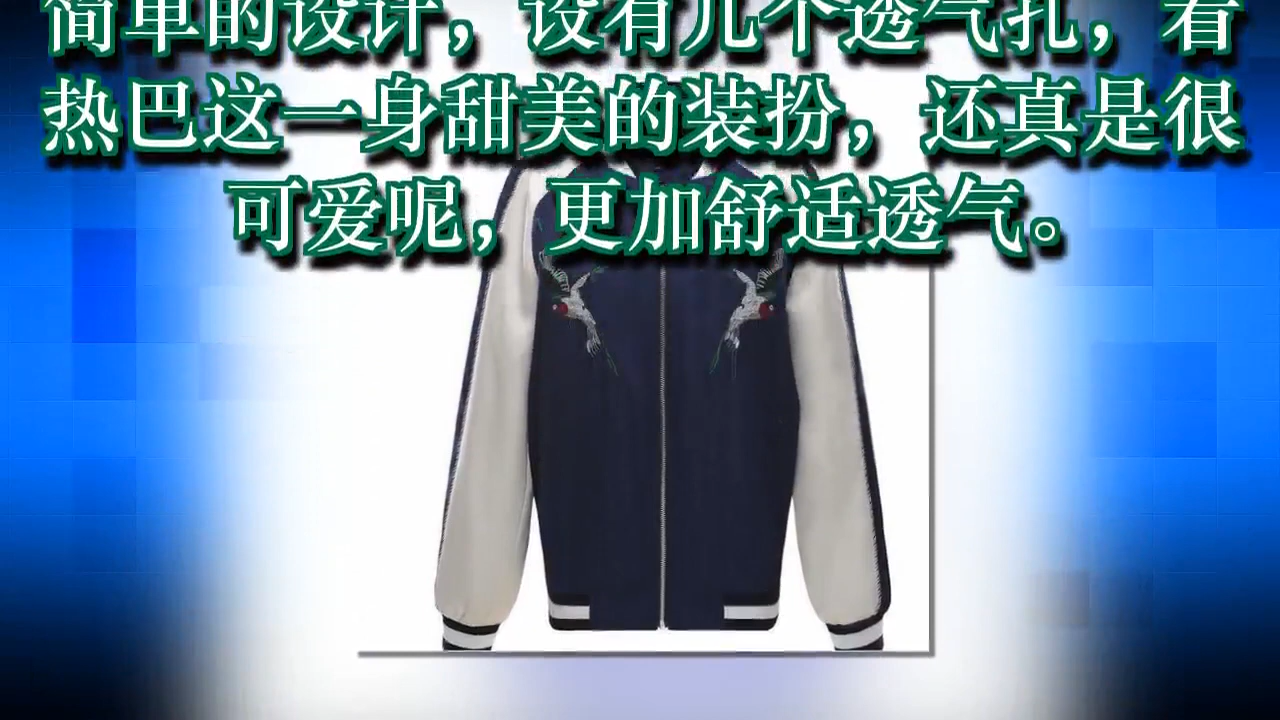 简单的设计，设有几个透气扎，看
热巴这一身甜美的装扮，还真是很
可爱呢，更加舒适透气。